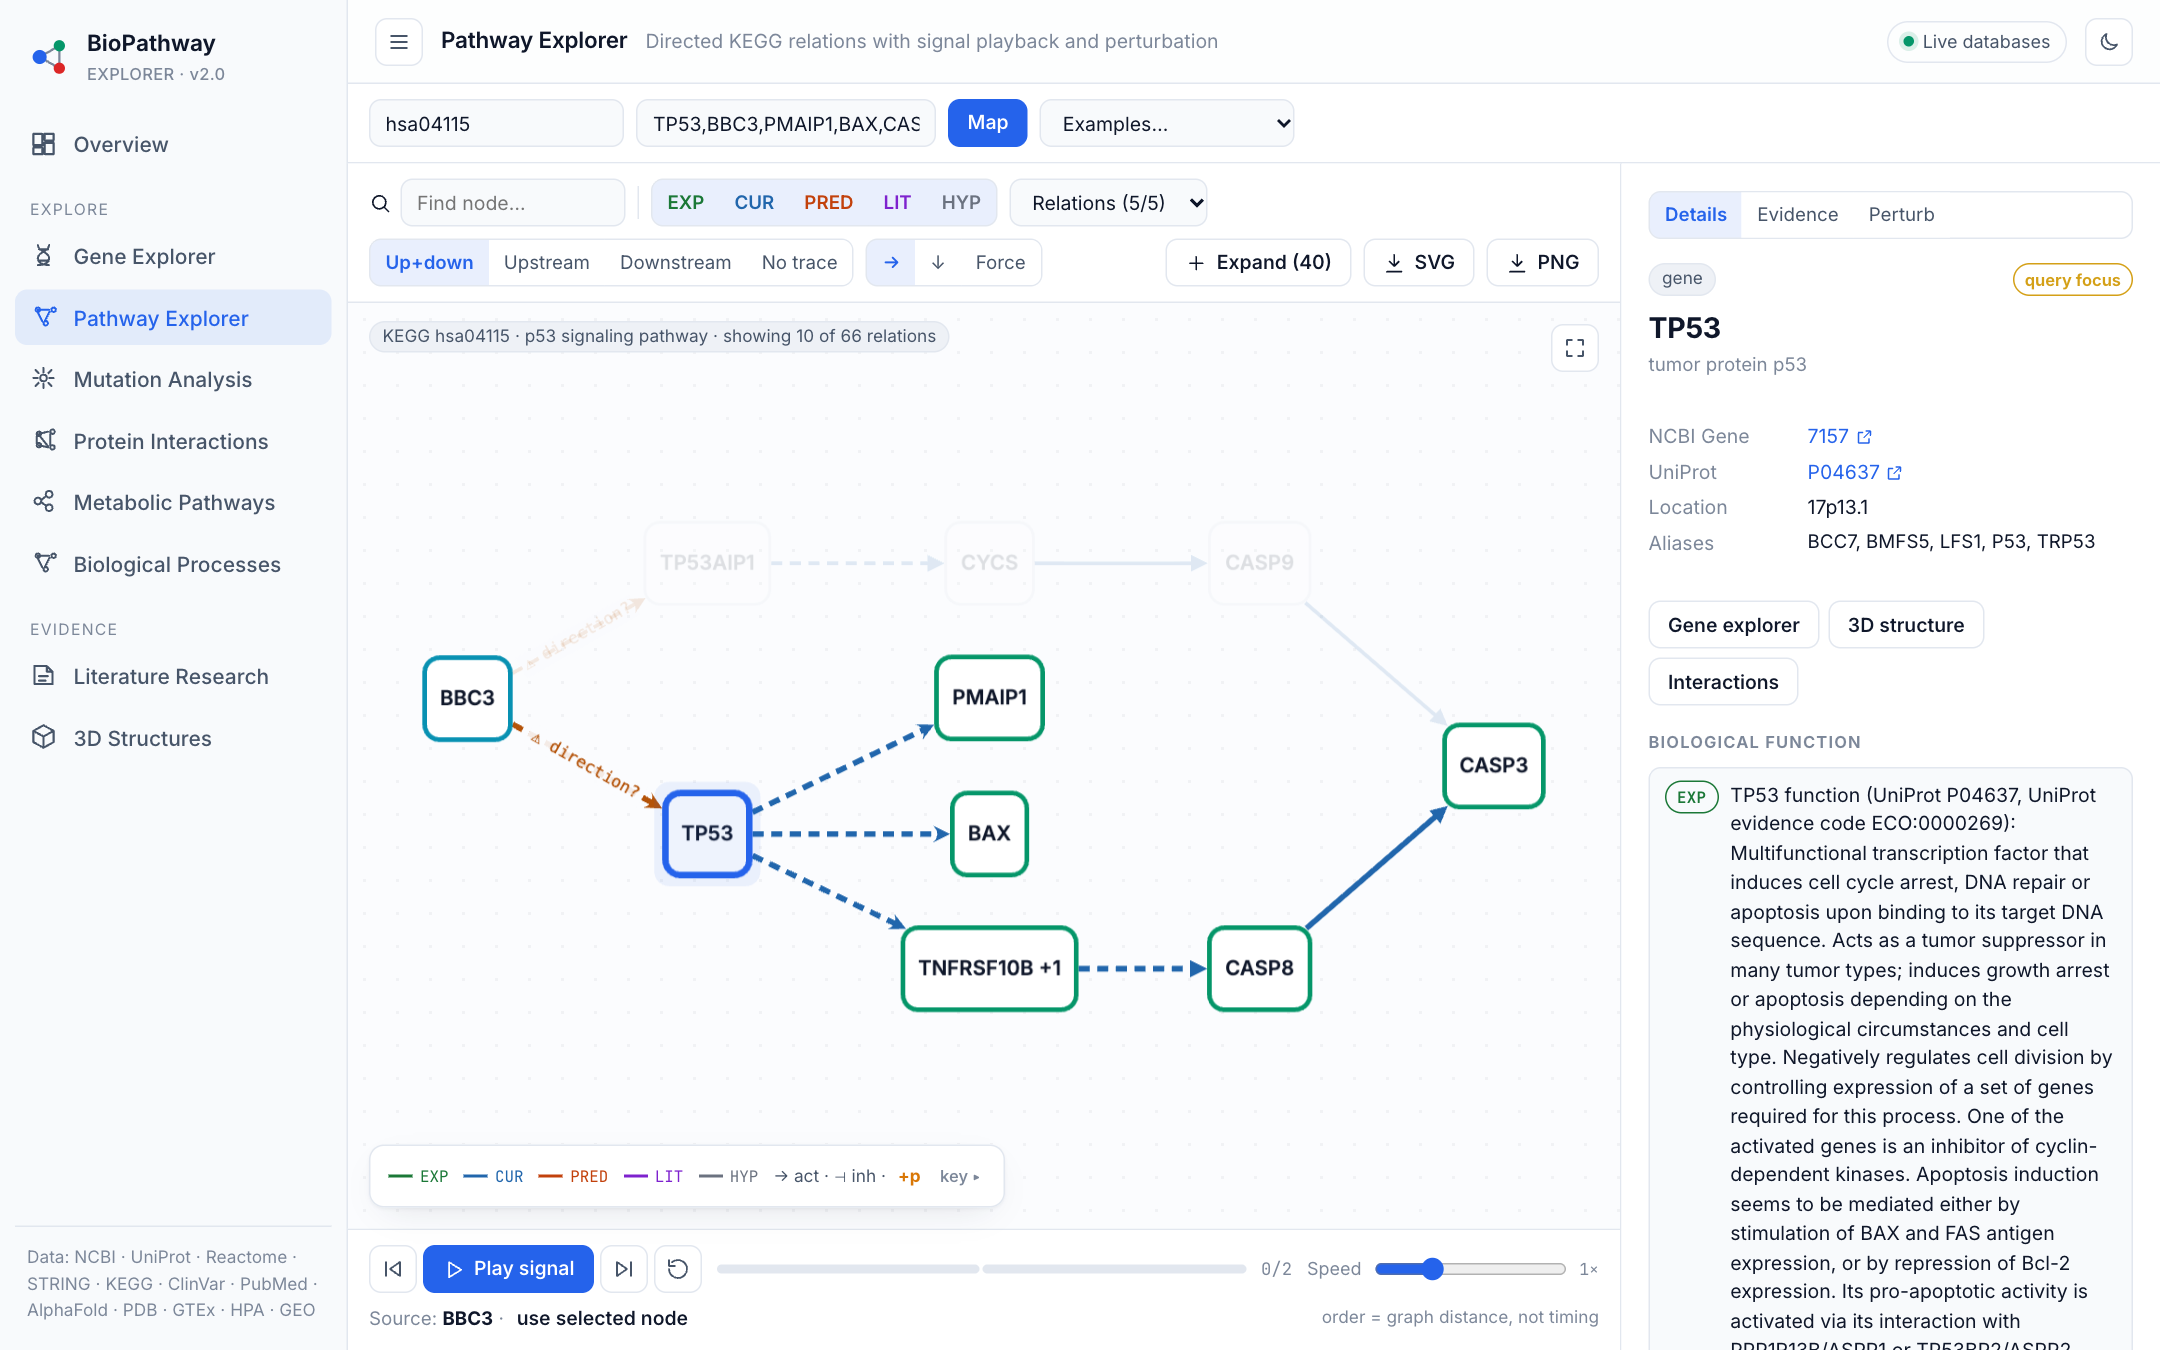 BioPathway
EXPLORER · v2.0
Overview
EXPLORE
Gene Explorer
Pathway Explorer
Mutation Analysis
Protein Interactions
Metabolic Pathways
Biological Processes
EVIDENCE
Literature Research
3D Structures
Data: NCBI · UniProt · Reactome ·
STRING · KEGG · ClinVar · PubMed ·
AlphaFold · PDB · GTEx · HPA · GEO
Pathway Explorer Directed KEGG relations with signal playback and perturbation
Live databases
hsa04115 TP53,BBC3,PMAIP1,BAX,CAS Map Examples...
Find node... EXP CUR PRED LIT HYP Relations (5/5)
Up+down Upstream Downstream No trace → ↓ Force + Expand (40) SVG PNG
KEGG hsa04115 · p53 signaling pathway · showing 10 of 66 relations
TP53AIP1 CYCS CASP9
⚠ direction?
BBC3 PMAIP1
⚠ direction?
CASP3
TP53 BAX
TNFRSF10B +1 CASP8
EXP CUR PRED LIT HYP → act · ⊣ inh · +p key ▸
Play signal 0/2 Speed 1×
Source: BBC3 · use selected node order = graph distance, not timing
Details Evidence Perturb
gene query focus
TP53
tumor protein p53
NCBI Gene 7157
UniProt P04637
Location 17p13.1
Aliases BCC7, BMFS5, LFS1, P53, TRP53
Gene explorer 3D structure
Interactions
BIOLOGICAL FUNCTION
EXP TP53 function (UniProt P04637, UniProt
evidence code ECO:0000269):
Multifunctional transcription factor that
induces cell cycle arrest, DNA repair or
apoptosis upon binding to its target DNA
sequence. Acts as a tumor suppressor in
many tumor types; induces growth arrest
or apoptosis depending on the
physiological circumstances and cell
type. Negatively regulates cell division by
controlling expression of a set of genes
required for this process. One of the
activated genes is an inhibitor of cyclin-
dependent kinases. Apoptosis induction
seems to be mediated either by
stimulation of BAX and FAS antigen
expression, or by repression of Bcl-2
expression. Its pro-apoptotic activity is
activated via its interaction with
PPP1R13B/ASPP1 or TP53BP2/ASPP2